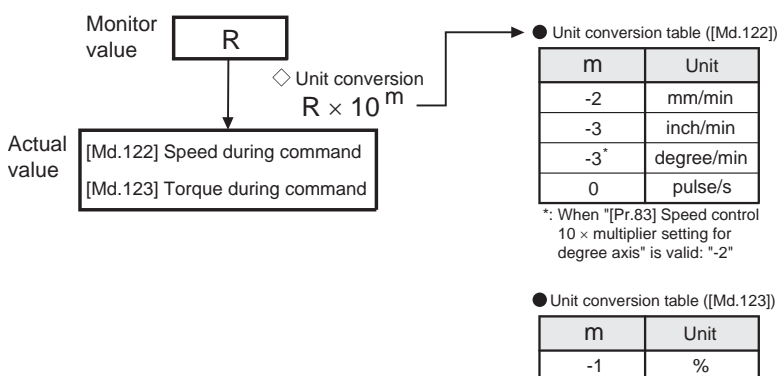 Monitor
value
R
◇ Unit conversion
R × 10^m
Actual
value
[Md.122] Speed during command
[Md.123] Torque during command
● Unit conversion table ([Md.122])
m Unit
-2 mm/min
-3 inch/min
-3* degree/min
0 pulse/s
*: When "[Pr.83] Speed control
10 × multiplier setting for
degree axis" is valid: "-2"
● Unit conversion table ([Md.123])
m Unit
-1 %